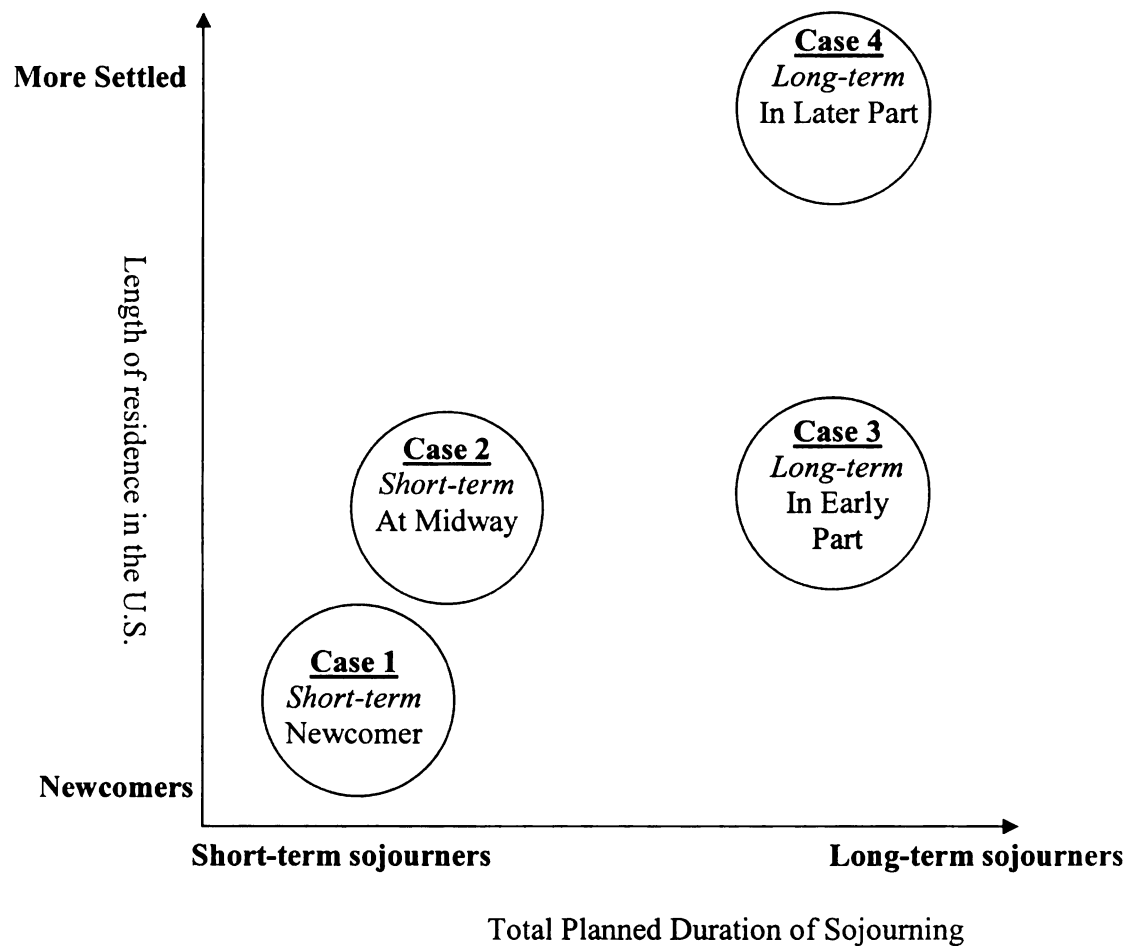 Case 4
Long-term
In Later Part
More Settled
Length of residence in the U.S.
Case 2
Short-term
At Midway
Case 3
Long-term
In Early
Part
Case 1
Short-term
Newcomer
Newcomers
Short-term sojourners
Long-term sojourners
Total Planned Duration of Sojourning